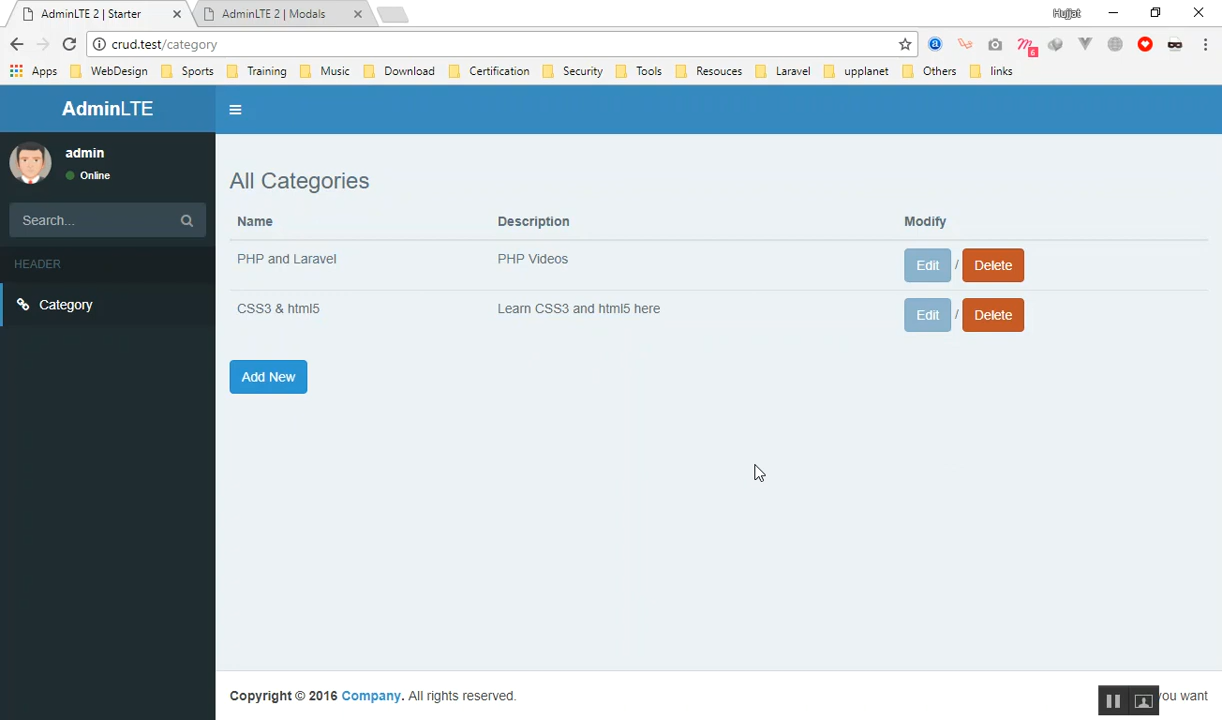 AdminLTE 2 | Starter
AdminLTE 2 | Modals
Hujjat
crud.test/category
6
Apps WebDesign Sports Training Music Download Certification Security Tools Resouces Laravel upplanet Others links
AdminLTE
admin
Online
Search...
HEADER
Category
All Categories
Name Description Modify
PHP and Laravel PHP Videos Edit / Delete
CSS3 & html5 Learn CSS3 and html5 here Edit / Delete
Add New
Copyright © 2016 Company. All rights reserved.
you want